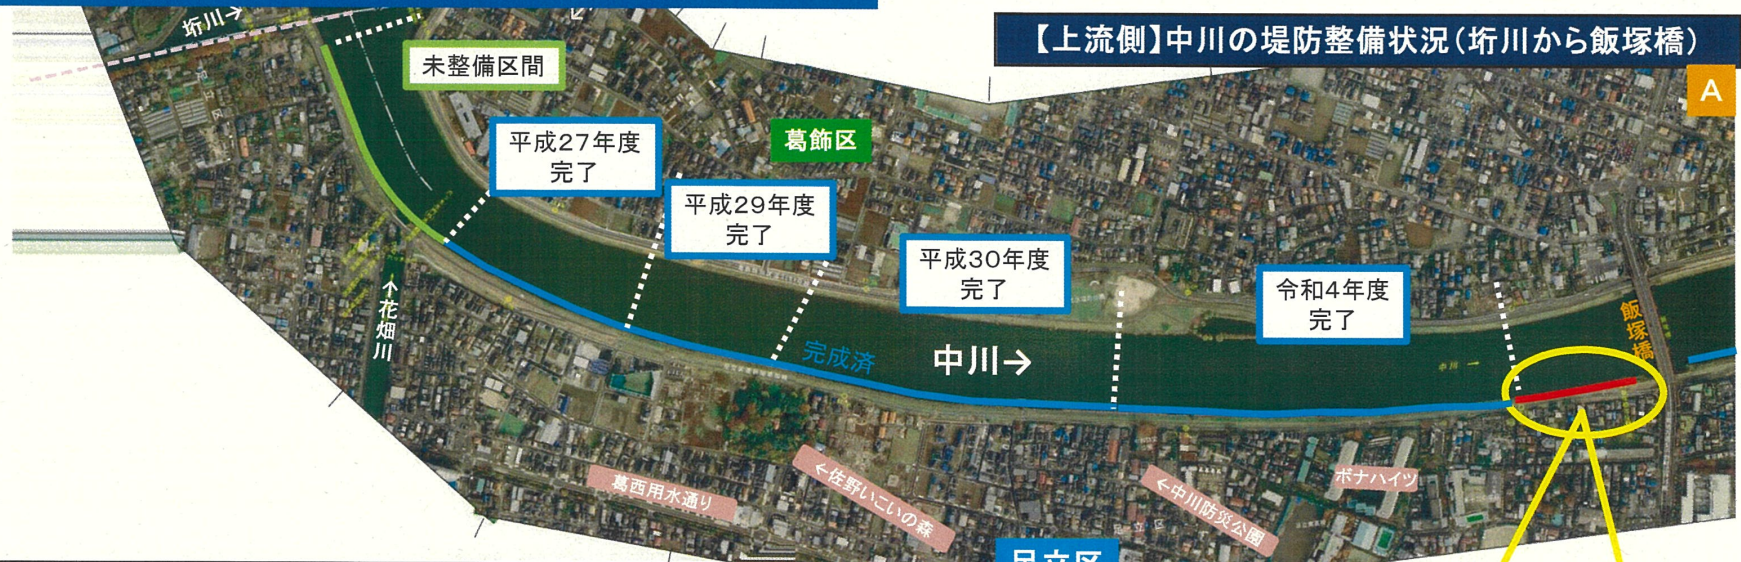 【上流側】中川の堤防整備状況（垳川から飯塚橋）
A
垳川→
未整備区間
平成27年度
完了
葛飾区
平成29年度
完了
平成30年度
完了
令和4年度
完了
飯塚橋
↑花畑川
完成済
中川→
中川→
葛西用水通り
←佐野いこいの森
←中川防災公園
ボナハイツ
足立区